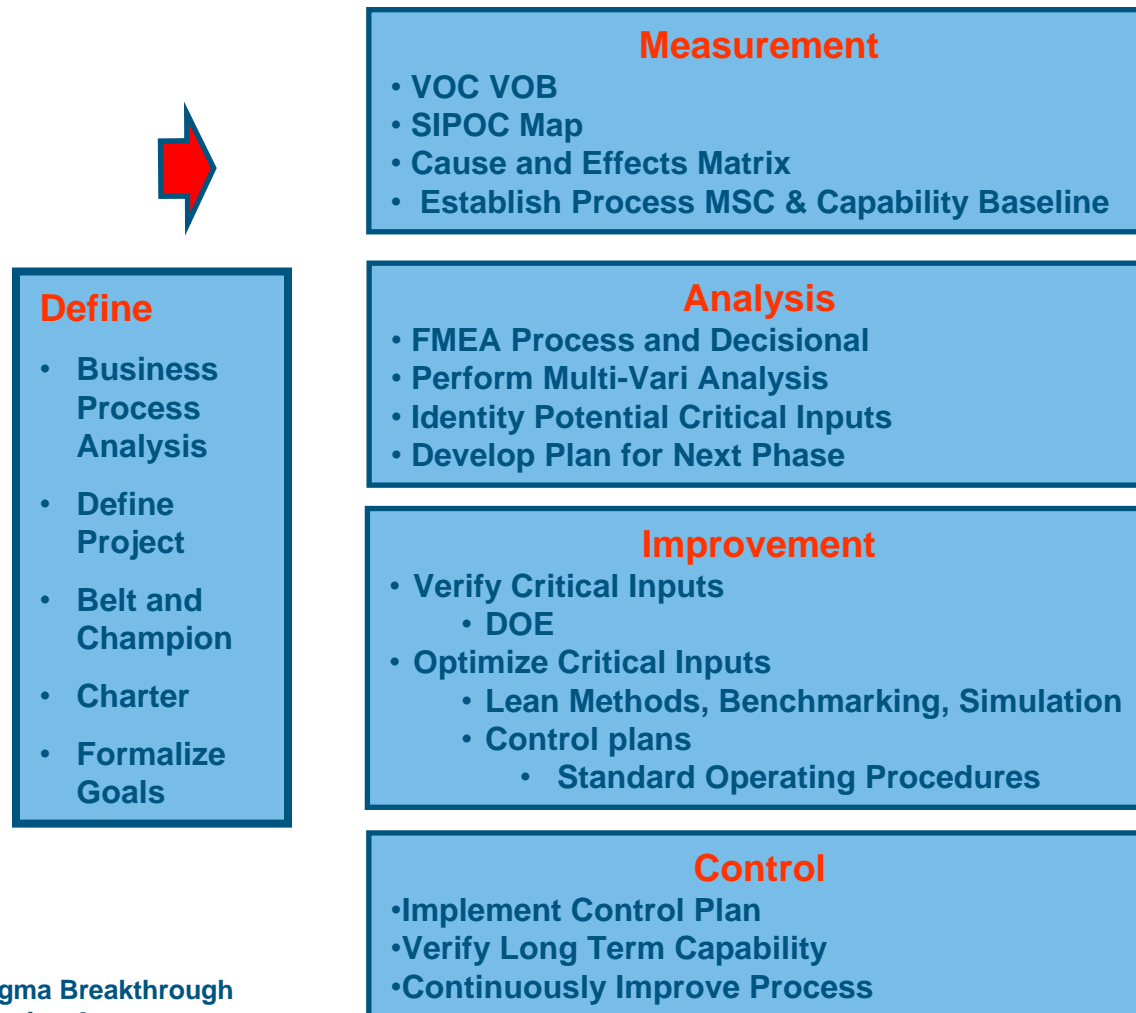 Measurement
• VOC VOB
• SIPOC Map
• Cause and Effects Matrix
• Establish Process MSC & Capability Baseline
Define
• Business
Process
Analysis
• Define
Project
• Belt and
Champion
• Charter
• Formalize
Goals
Analysis
• FMEA Process and Decisional
• Perform Multi-Vari Analysis
• Identity Potential Critical Inputs
• Develop Plan for Next Phase
Improvement
• Verify Critical Inputs
• DOE
• Optimize Critical Inputs
• Lean Methods, Benchmarking, Simulation
• Control plans
• Standard Operating Procedures
Control
•Implement Control Plan
•Verify Long Term Capability
•Continuously Improve Process
gma Breakthrough